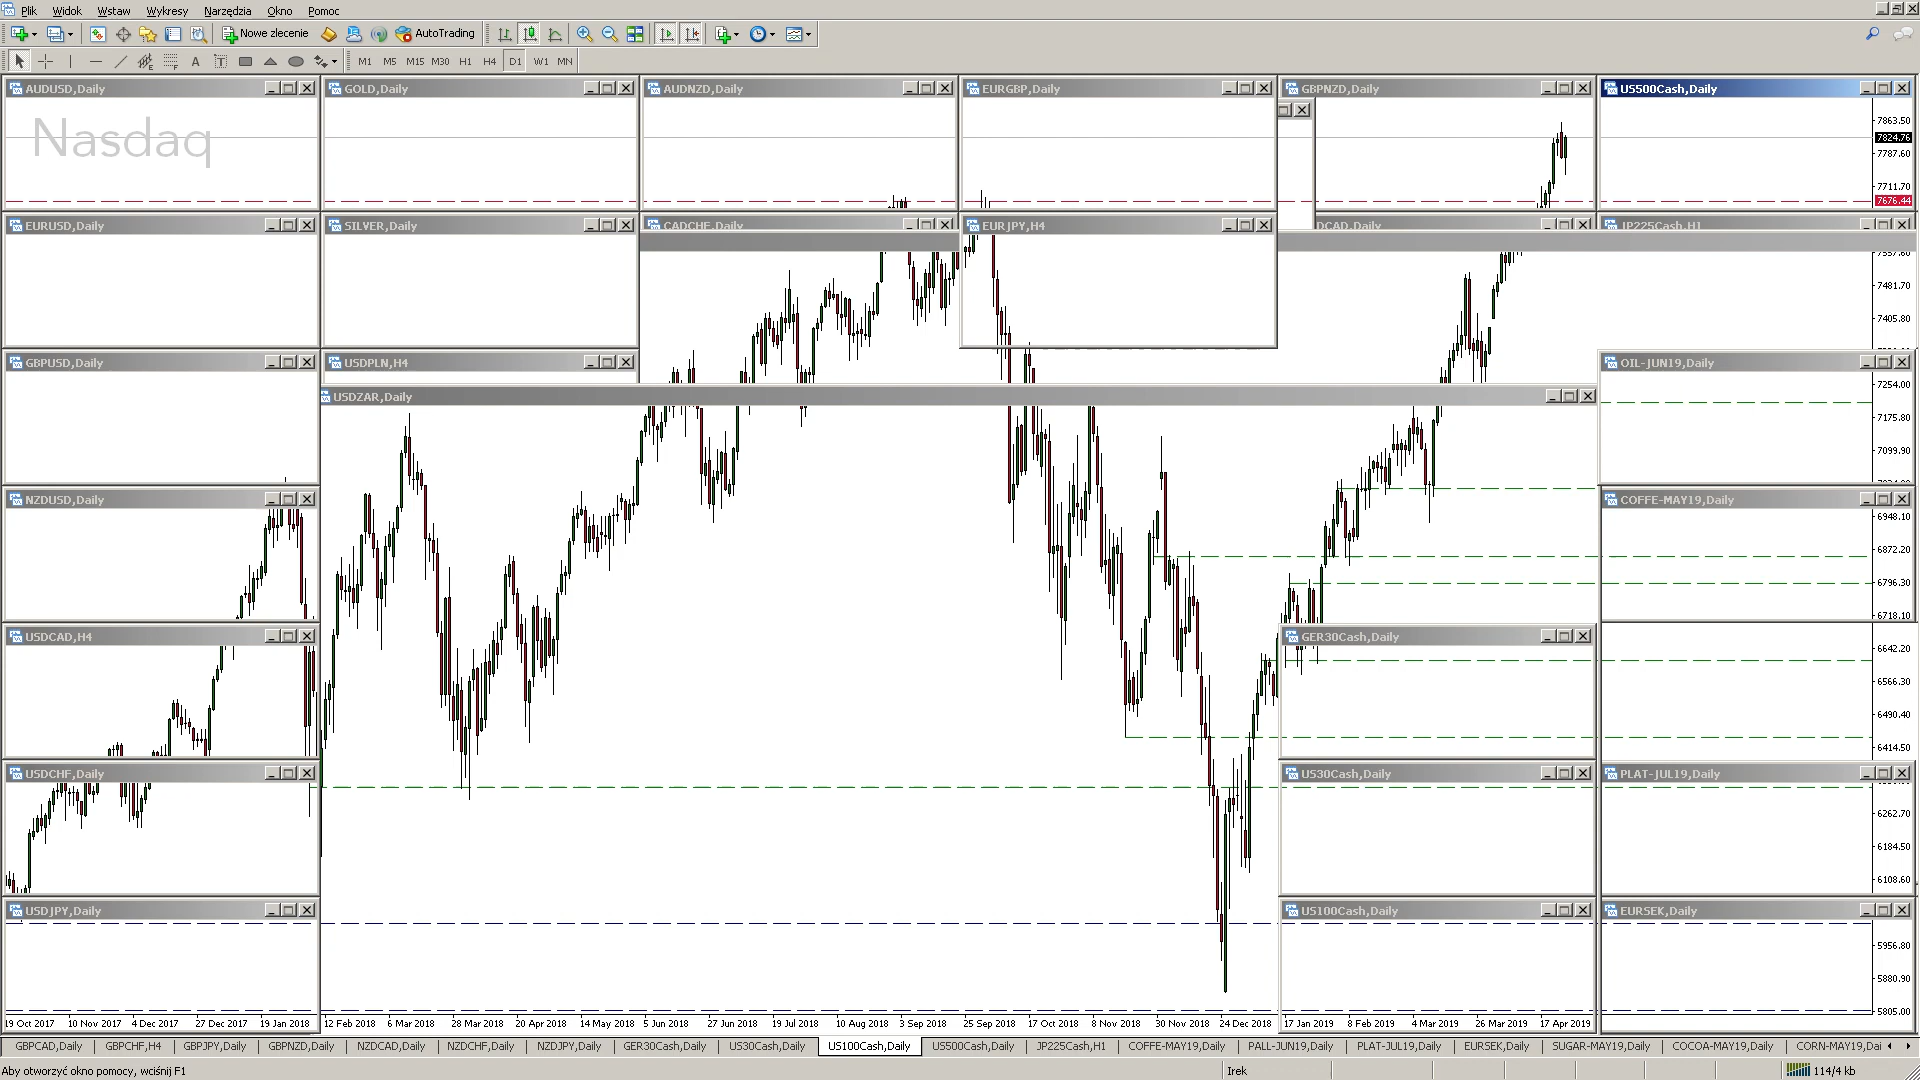 Plik Widok Wstaw Wykresy Narzędzia Okno Pomoc
Nowe zlecenie AutoTrading
A T M1 M5 M15 M30 H1 H4 D1 W1 MN
AUDUSD,Daily GOLD,Daily AUDNZD,Daily EURGBP,Daily GBPNZD,Daily US500Cash,Daily
Nasdaq
7863.50
7824.76
7787.60
7711.70
7676.44
EURUSD,Daily SILVER,Daily CADCHF,Daily EURJPY,H4 DCAD,Daily JP225Cash,H1
7557.80
7481.70
7405.80
GBPUSD,Daily USDPLN,H4 OIL-JUN19,Daily
7254.00
USDZAR,Daily
7175.80
7099.90
NZDUSD,Daily COFFE-MAY19,Daily
6948.10
6872.20
6796.30
6718.10
USDCAD,H4 GER30Cash,Daily
6642.20
6566.30
6490.40
6414.50
USDCHF,Daily US30Cash,Daily PLAT-JUL19,Daily
6262.70
6184.50
6108.60
USDJPY,Daily US100Cash,Daily EURSEK,Daily
5956.80
5880.90
5805.00
19 Oct 2017 10 Nov 2017 4 Dec 2017 27 Dec 2017 19 Jan 2018 12 Feb 2018 6 Mar 2018 28 Mar 2018 20 Apr 2018 14 May 2018 5 Jun 2018 27 Jun 2018 19 Jul 2018 10 Aug 2018 3 Sep 2018 25 Sep 2018 17 Oct 2018 8 Nov 2018 30 Nov 2018 24 Dec 2018 17 Jan 2019 8 Feb 2019 4 Mar 2019 26 Mar 2019 17 Apr 2019
GBPCAD,Daily GBPCHF,H4 GBPJPY,Daily GBPNZD,Daily NZDCAD,Daily NZDCHF,Daily NZDJPY,Daily GER30Cash,Daily US30Cash,Daily US100Cash,Daily US500Cash,Daily JP225Cash,H1 COFFE-MAY19,Daily PALL-JUN19,Daily PLAT-JUL19,Daily EURSEK,Daily SUGAR-MAY19,Daily COCOA-MAY19,Daily CORN-MAY19,Dai
Aby otworzyć okno pomocy, wciśnij F1 Irek 114/4 kb